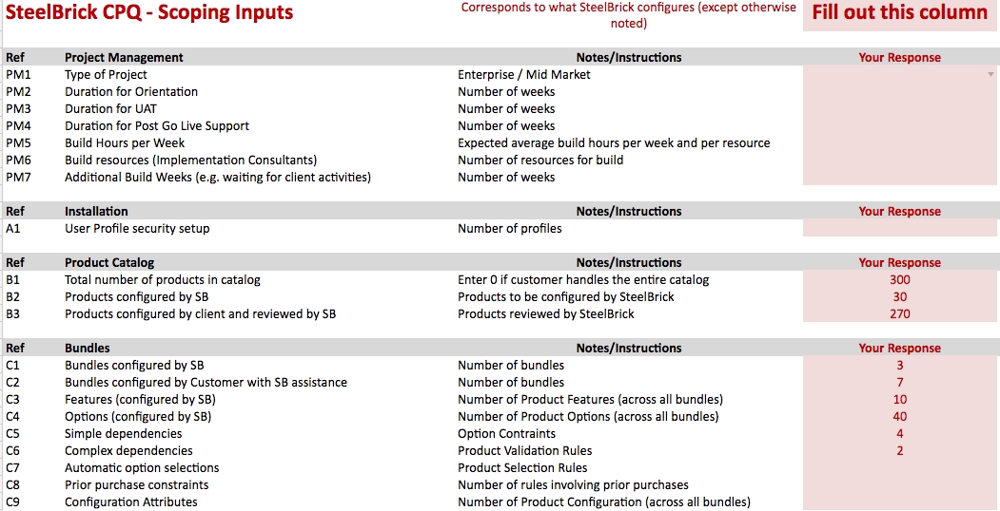 SteelBrick CPQ - Scoping Inputs Corresponds to what SteelBrick configures (except otherwise noted) Fill out this column
Ref Project Management Notes/Instructions Your Response
PM1 Type of Project Enterprise / Mid Market
PM2 Duration for Orientation Number of weeks
PM3 Duration for UAT Number of weeks
PM4 Duration for Post Go Live Support Number of weeks
PM5 Build Hours per Week Expected average build hours per week and per resource
PM6 Build resources (Implementation Consultants) Number of resources for build
PM7 Additional Build Weeks (e.g. waiting for client activities) Number of weeks
Ref Installation Notes/Instructions Your Response
A1 User Profile security setup Number of profiles
Ref Product Catalog Notes/Instructions Your Response
B1 Total number of products in catalog Enter 0 if customer handles the entire catalog 300
B2 Products configured by SB Products to be configured by SteelBrick 30
B3 Products configured by client and reviewed by SB Products reviewed by SteelBrick 270
Ref Bundles Notes/Instructions Your Response
C1 Bundles configured by SB Number of bundles 3
C2 Bundles configured by Customer with SB assistance Number of bundles 7
C3 Features (configured by SB) Number of Product Features (across all bundles) 10
C4 Options (configured by SB) Number of Product Options (across all bundles) 40
C5 Simple dependencies Option Contraints 4
C6 Complex dependencies Product Validation Rules 2
C7 Automatic option selections Product Selection Rules
C8 Prior purchase constraints Number of rules involving prior purchases
C9 Configuration Attributes Number of Product Configuration (across all bundles)